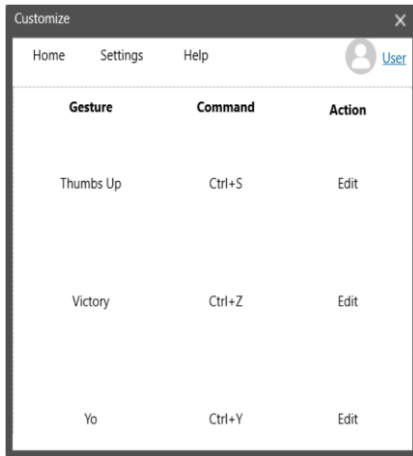 Customize X
Home Settings Help User
Gesture Command Action
Thumbs Up Ctrl+S Edit
Victory Ctrl+Z Edit
Yo Ctrl+Y Edit